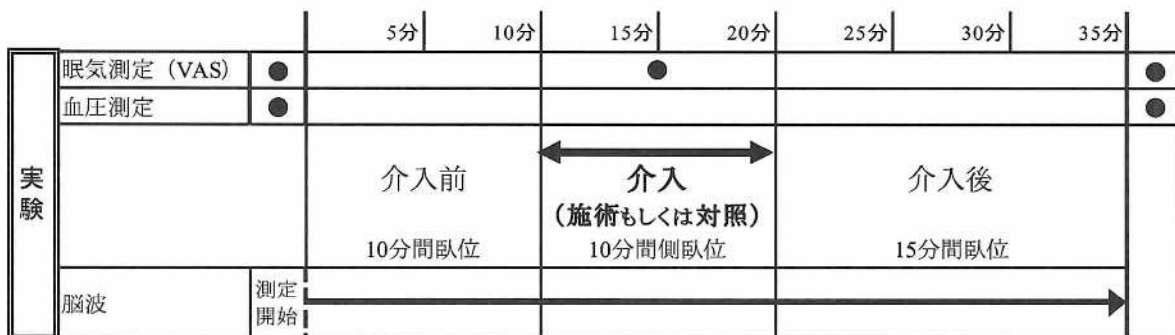 5分 10分 15分 20分 25分 30分 35分
眠気測定（VAS）
血圧測定
実験
介入前 介入 介入後
（施術もしくは対照）
10分間臥位 10分間側臥位 15分間臥位
脳波 測定開始